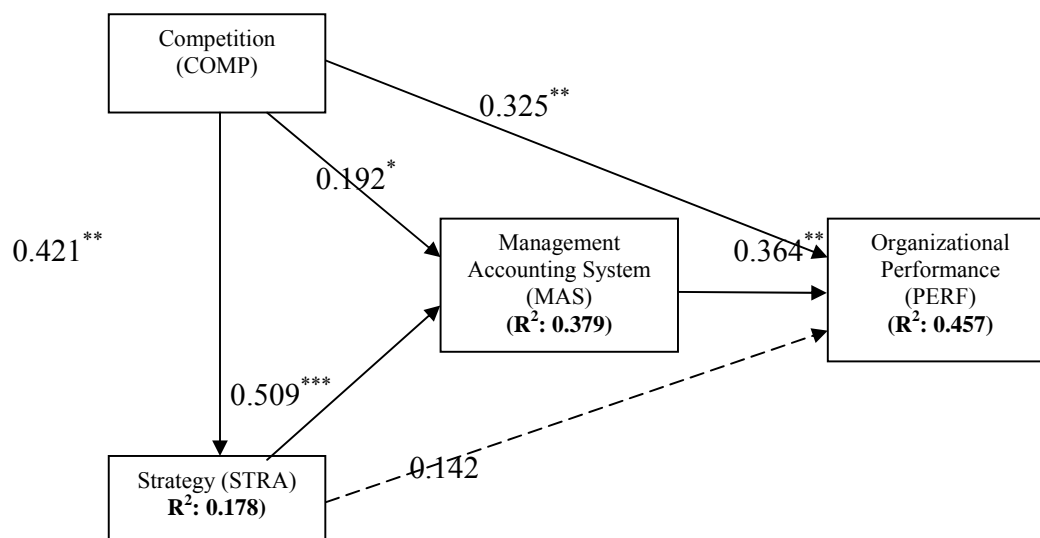 Competition
(COMP)
0.325**
0.192*
0.421**
Management
Accounting System
(MAS)
(R²: 0.379)
0.364**
Organizational
Performance
(PERF)
(R²: 0.457)
0.509***
0.142
Strategy (STRA)
R²: 0.178)